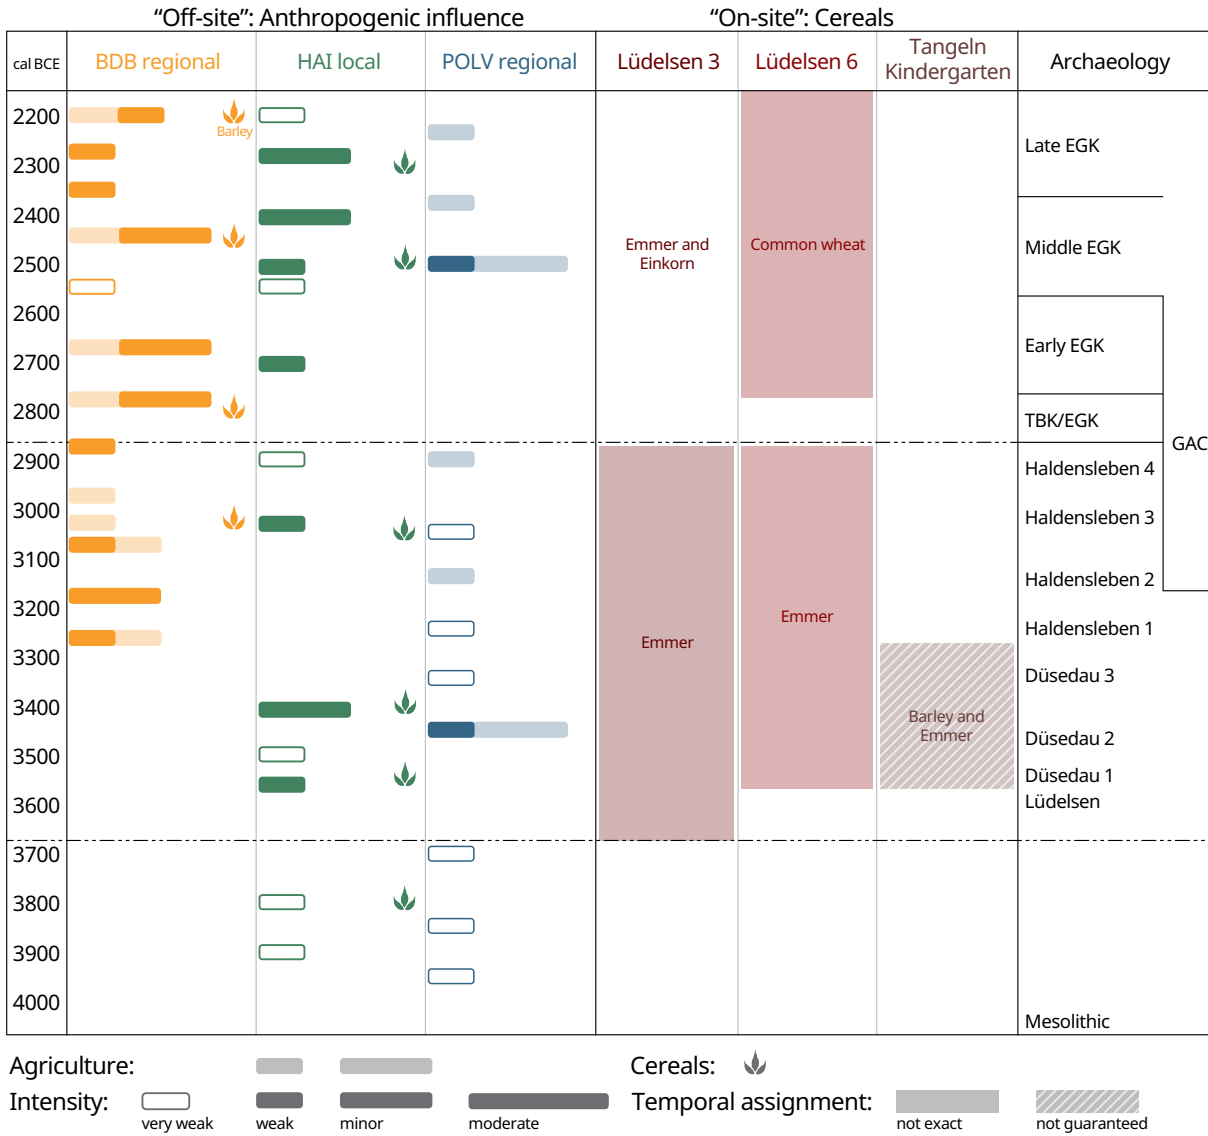 “Off-site”: Anthropogenic influence
“On-site”: Cereals
cal BCE
BDB regional
HAI local
POLV regional
Lüdelsen 3
Lüdelsen 6
Tangeln
Kindergarten
Archaeology
2200
2300
2400
2500
2600
2700
2800
2900
3000
3100
3200
3300
3400
3500
3600
3700
3800
3900
4000
Barley
Emmer and
Einkorn
Common wheat
Emmer
Emmer
Barley and
Emmer
Late EGK
Middle EGK
Early EGK
TBK/EGK
GAC
Haldensleben 4
Haldensleben 3
Haldensleben 2
Haldensleben 1
Düsedau 3
Düsedau 2
Düsedau 1
Lüdelsen
Mesolithic
Agriculture:
Cereals:
Intensity:
very weak
weak
minor
moderate
Temporal assignment:
not exact
not guaranteed